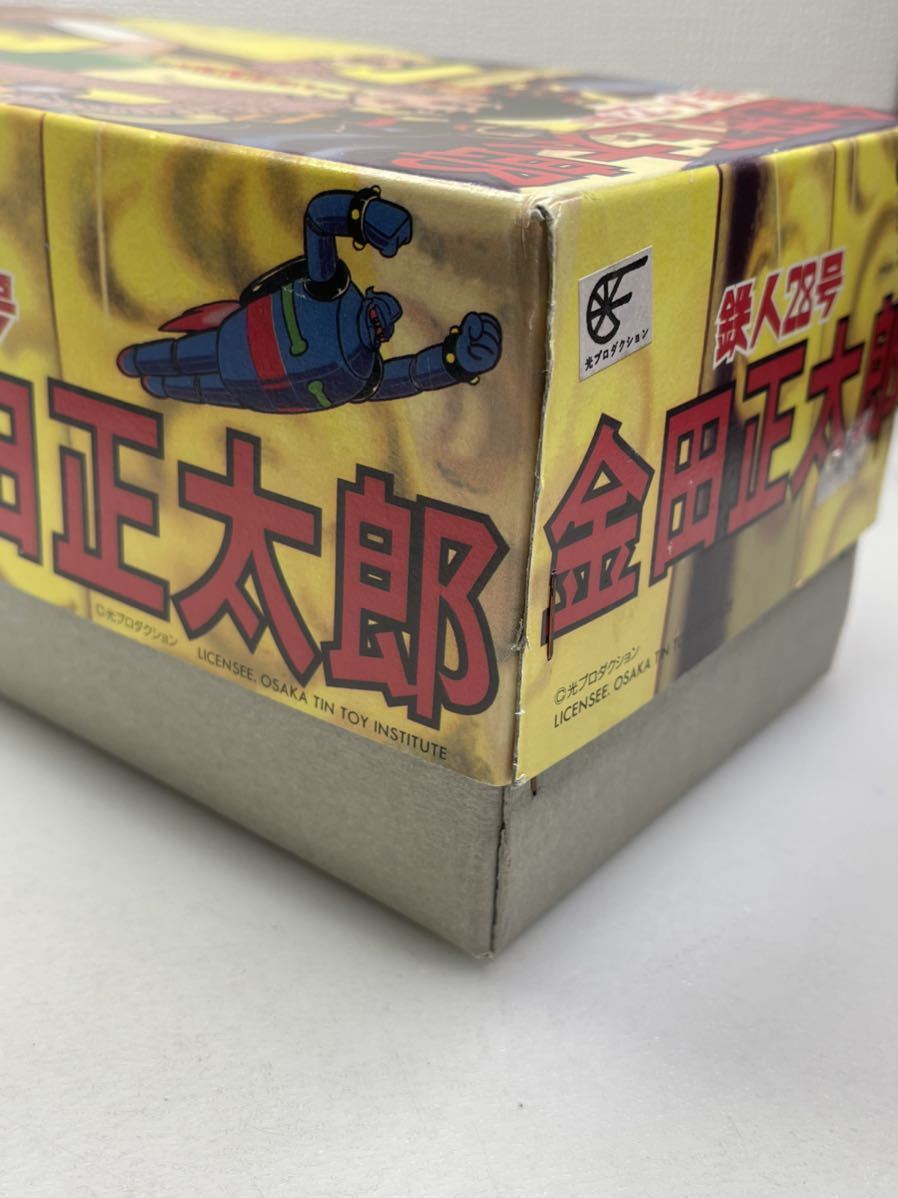 号
田正太郎
©光プロダクション
LICENSEE. OSAKA TIN TOY INSTITUTE
光プロダクション
鉄人28号
金田正太郎
©光プロダクション
LICENSEE. OSAKA TIN TO